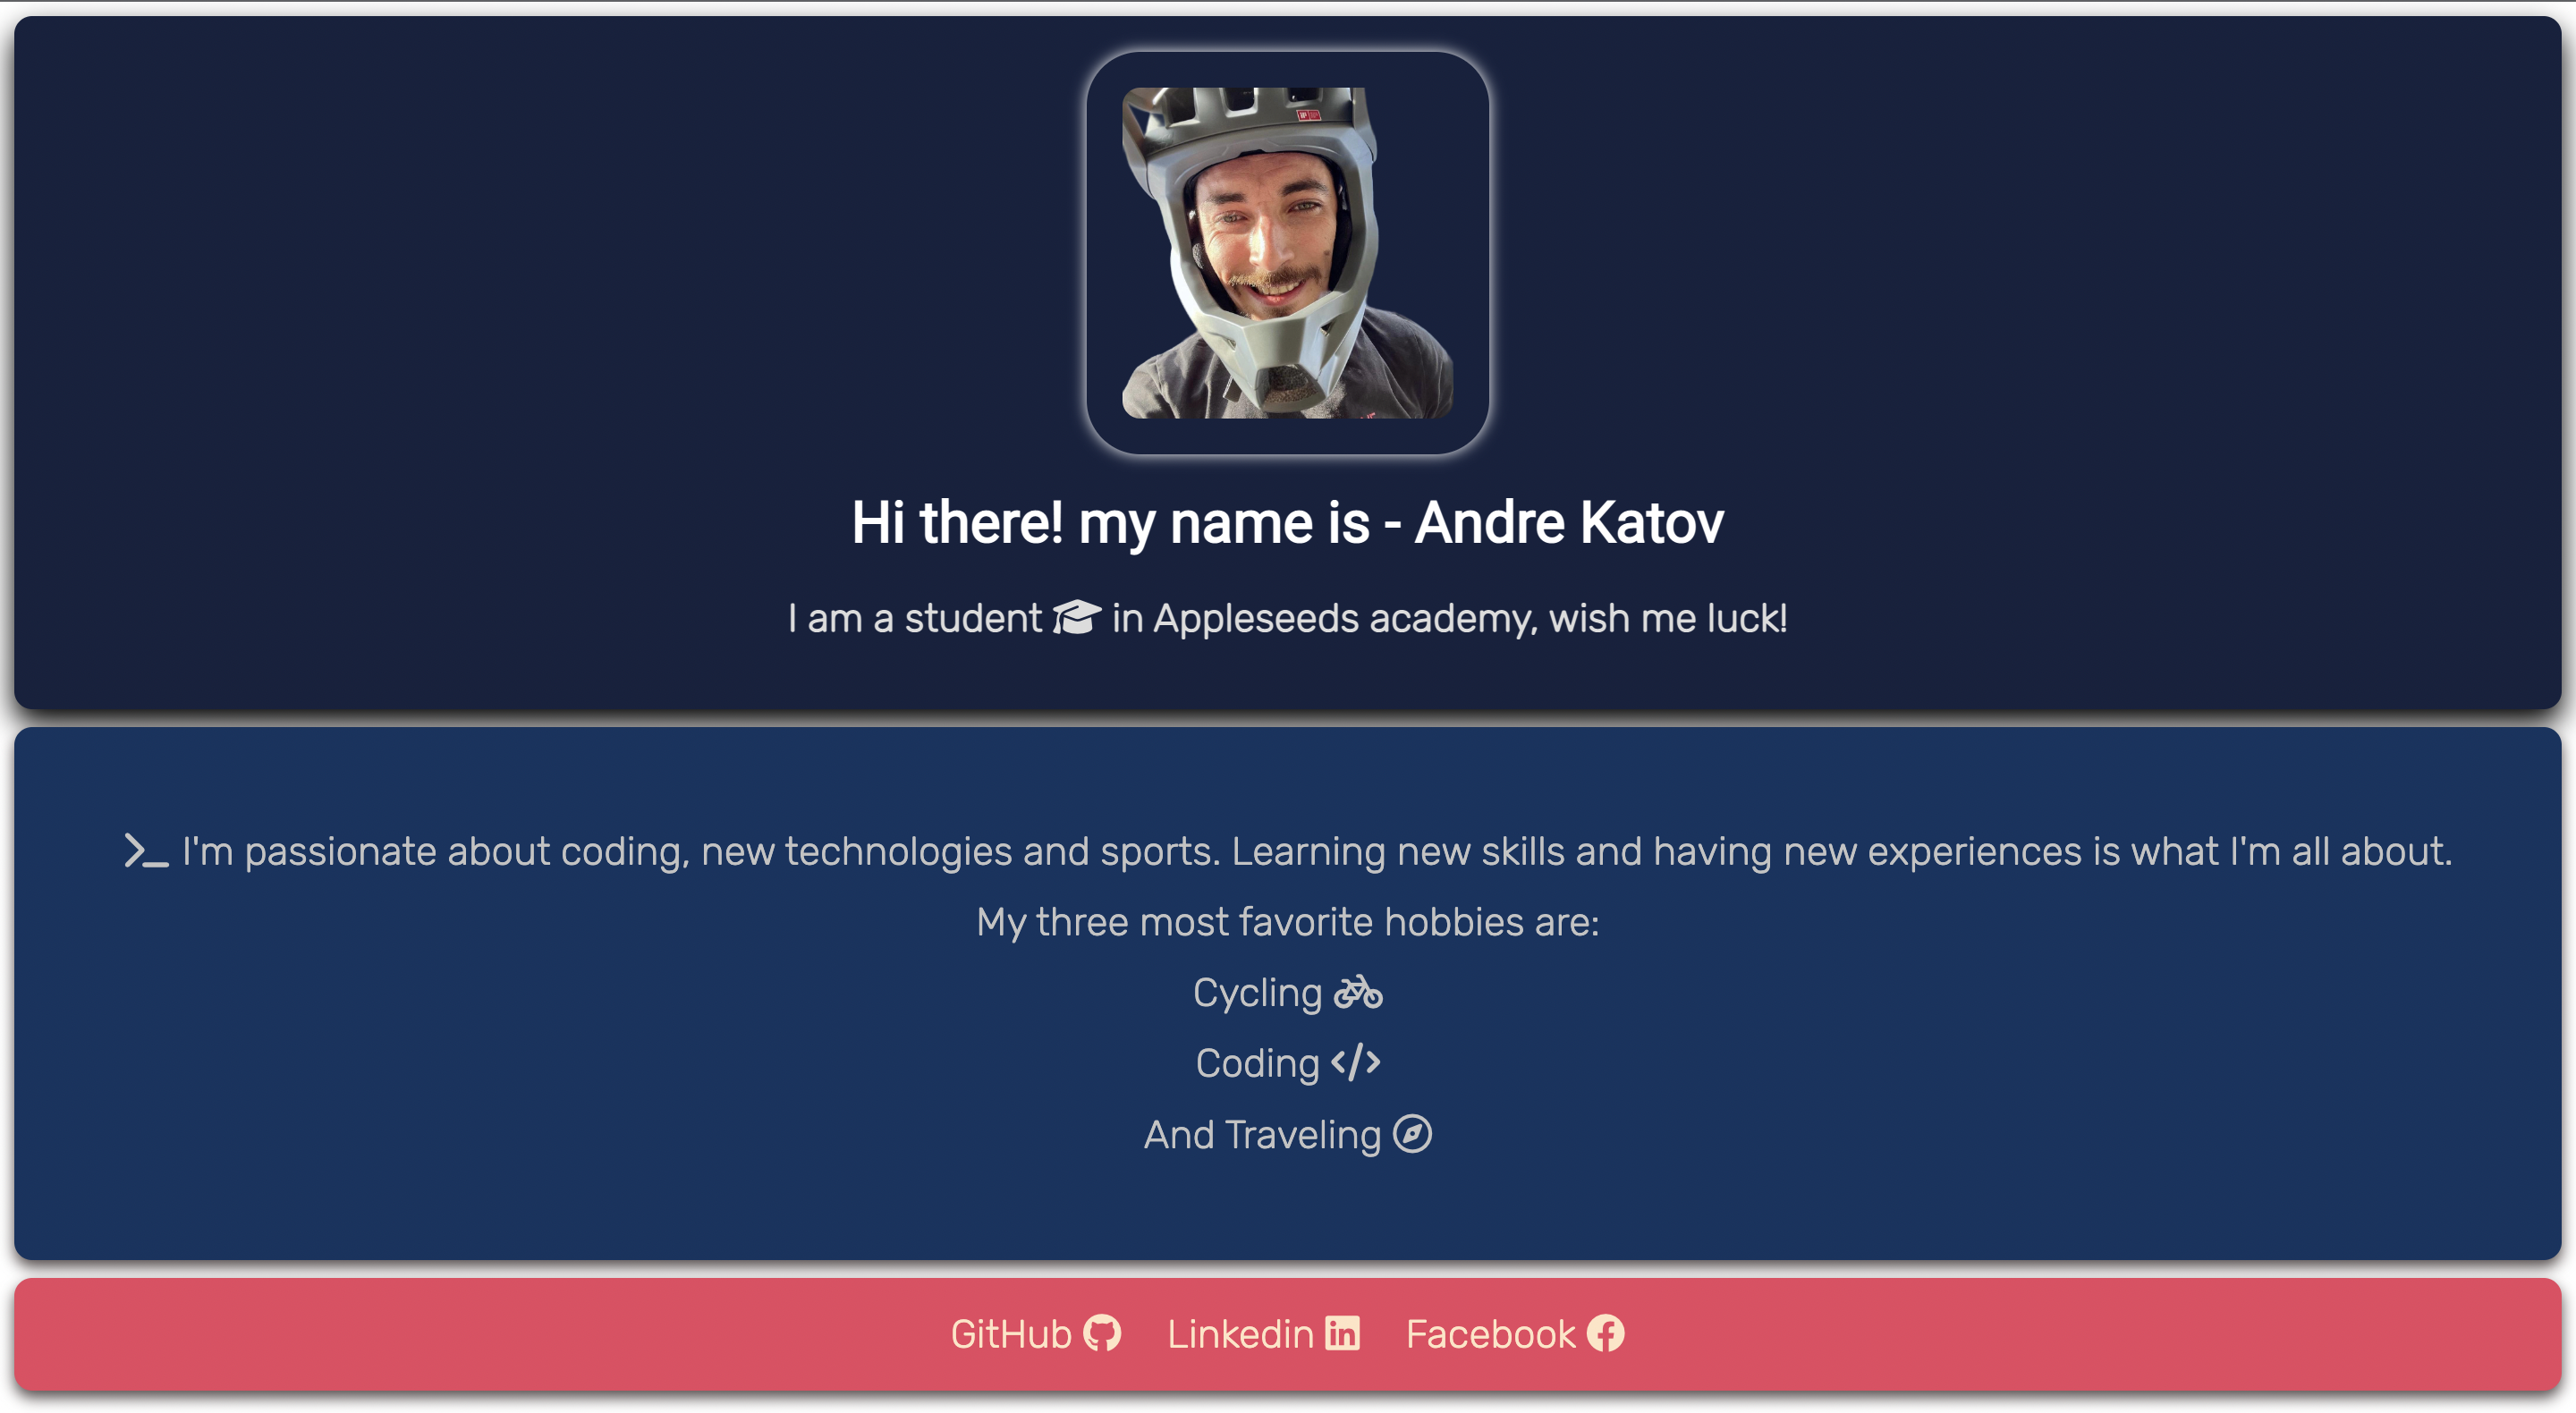 Hi there! my name is - Andre Katov
I am a student in Appleseeds academy, wish me luck!
I'm passionate about coding, new technologies and sports. Learning new skills and having new experiences is what I'm all about.
My three most favorite hobbies are:
Cycling
Coding
And Traveling
GitHub Linkedin Facebook